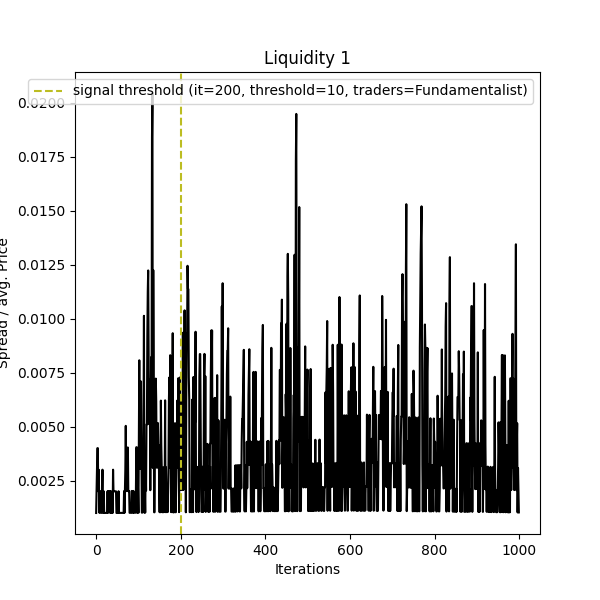 Liquidity 1
signal threshold (it=200, threshold=10, traders=Fundamentalist)
0.0200
0.0175
0.0150
0.0125
0.0100
0.0075
0.0050
0.0025
Spread / avg. Price
0 200 400 600 800 1000
Iterations